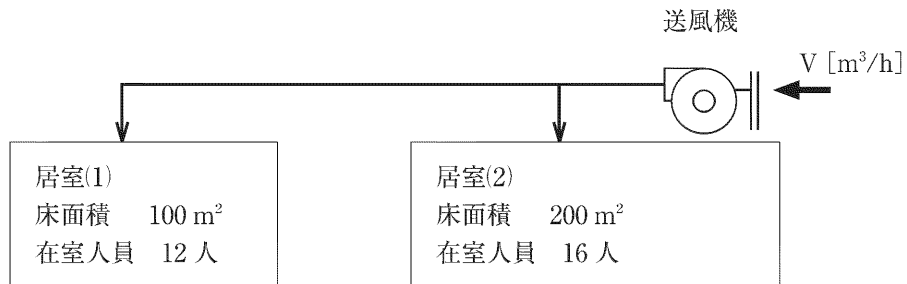 送風機
V [m³/h]
居室(1)
床面積 100 m²
在室人員 12 人
居室(2)
床面積 200 m²
在室人員 16 人